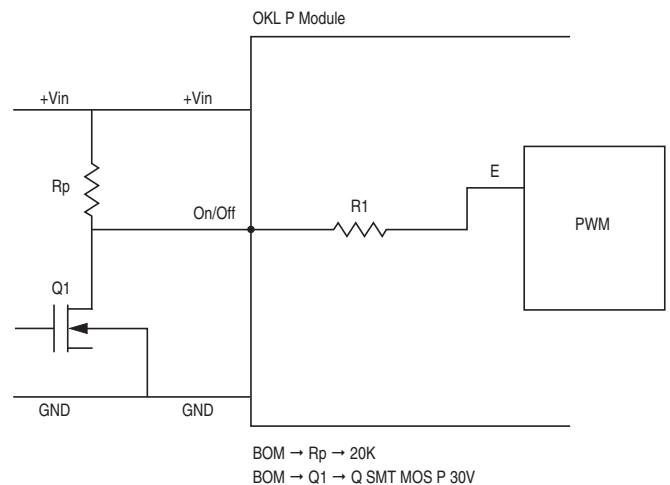 OKL P Module
+Vin +Vin
Rp
On/Off
R1
E
PWM
Q1
GND GND
BOM → Rp → 20K
BOM → Q1 → Q SMT MOS P 30V